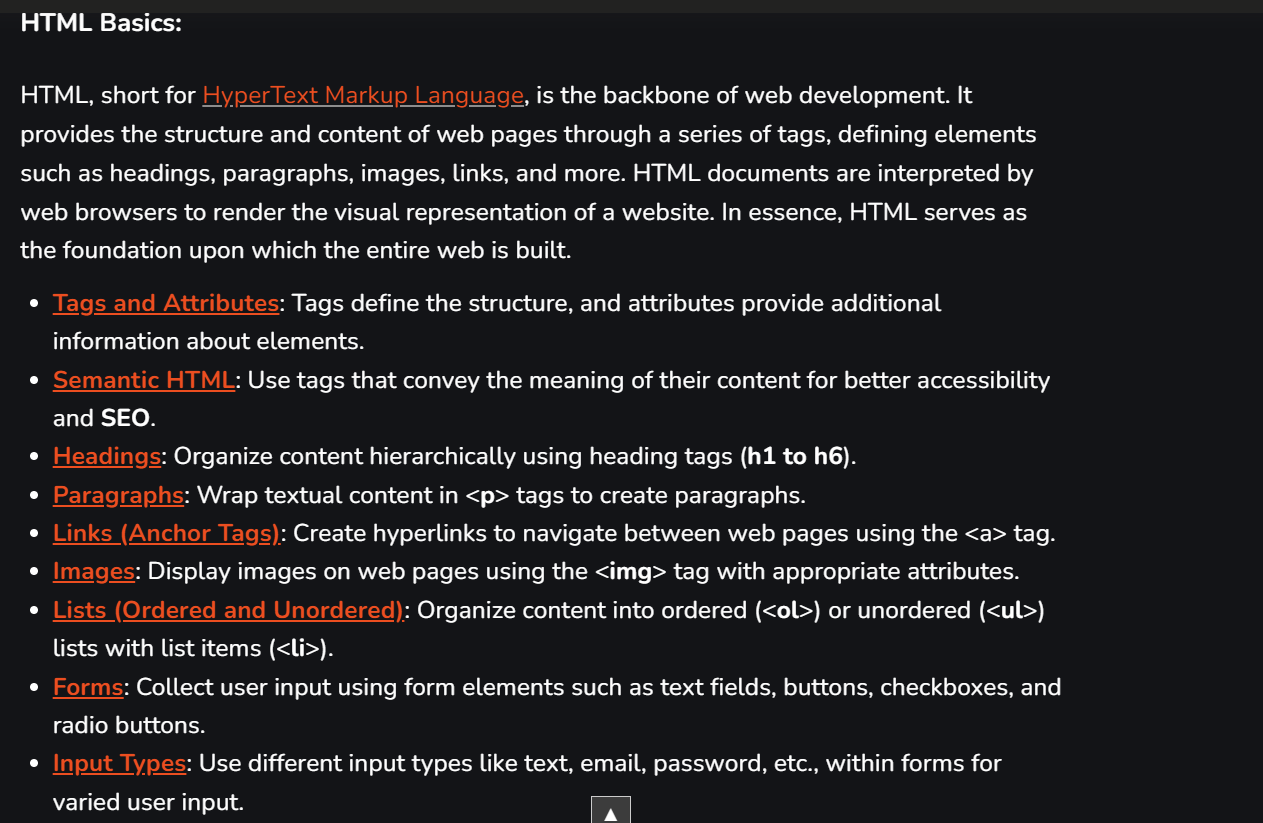 HTML Basics:
HTML, short for HyperText Markup Language, is the backbone of web development. It
provides the structure and content of web pages through a series of tags, defining elements
such as headings, paragraphs, images, links, and more. HTML documents are interpreted by
web browsers to render the visual representation of a website. In essence, HTML serves as
the foundation upon which the entire web is built.
• Tags and Attributes: Tags define the structure, and attributes provide additional
information about elements.
• Semantic HTML: Use tags that convey the meaning of their content for better accessibility
and SEO.
• Headings: Organize content hierarchically using heading tags (h1 to h6).
• Paragraphs: Wrap textual content in <p> tags to create paragraphs.
• Links (Anchor Tags): Create hyperlinks to navigate between web pages using the <a> tag.
• Images: Display images on web pages using the <img> tag with appropriate attributes.
• Lists (Ordered and Unordered): Organize content into ordered (<ol>) or unordered (<ul>)
lists with list items (<li>).
• Forms: Collect user input using form elements such as text fields, buttons, checkboxes, and
radio buttons.
• Input Types: Use different input types like text, email, password, etc., within forms for
varied user input.